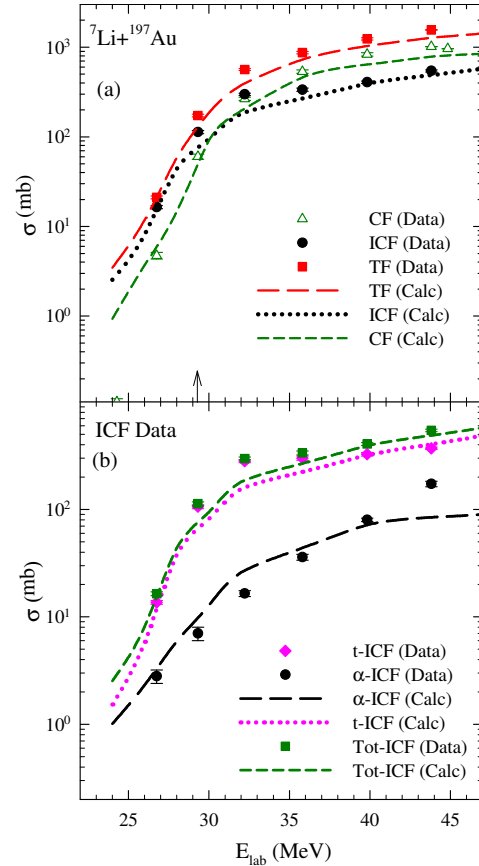 ⁷Li+¹⁹⁷Au
(a)
10³
10²
10¹
10⁰
σ (mb)
CF (Data)
ICF (Data)
TF (Data)
TF (Calc)
ICF (Calc)
CF (Calc)
ICF Data
(b)
10²
10¹
10⁰
σ (mb)
t-ICF (Data)
α-ICF (Data)
α-ICF (Calc)
t-ICF (Calc)
Tot-ICF (Data)
Tot-ICF (Calc)
25 30 35 40 45
E_lab (MeV)